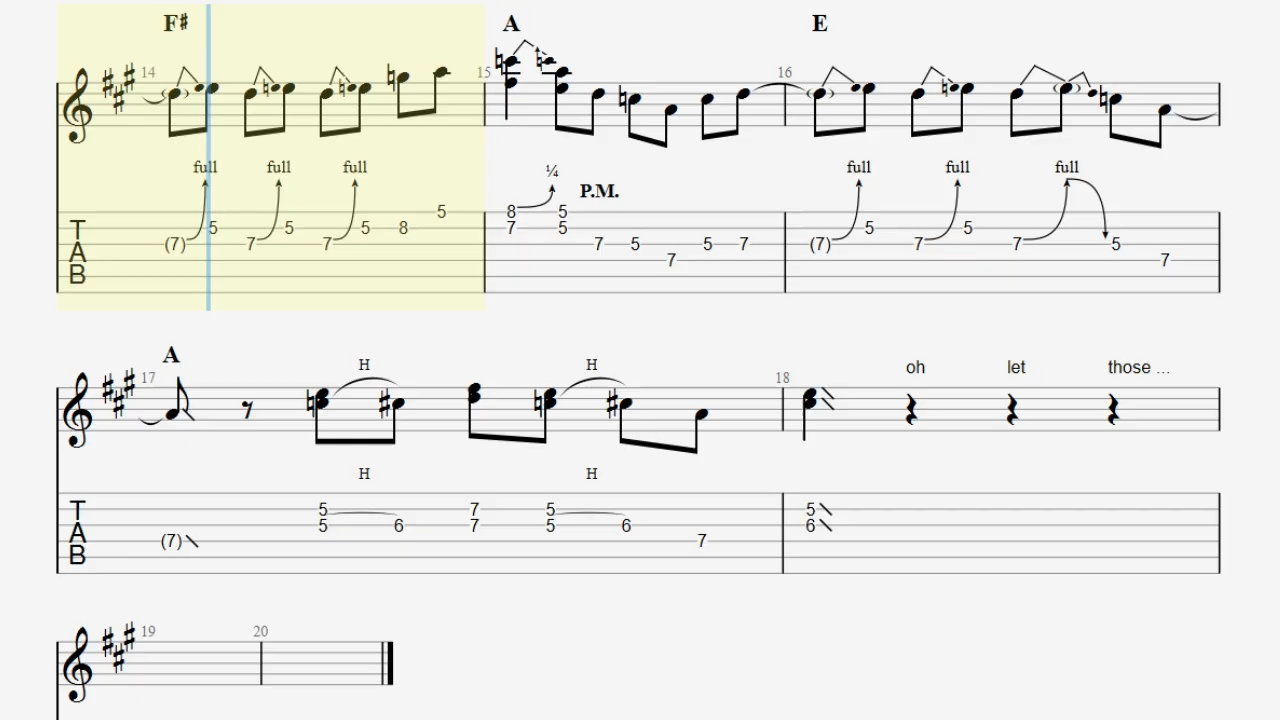 F♯ A E
14 15 16
full full full ¼ full full full
P.M.
5 8 5 5
T 5 5 5 8 7 5 5 5
A (7) 7 7 7 5 5 7 (7) 7 7 5
B 7 7
A
17 H H 18 oh let those ...
H H
T 5 7 5 5
A 5 6 7 5 6 6
B (7) 7
19 20